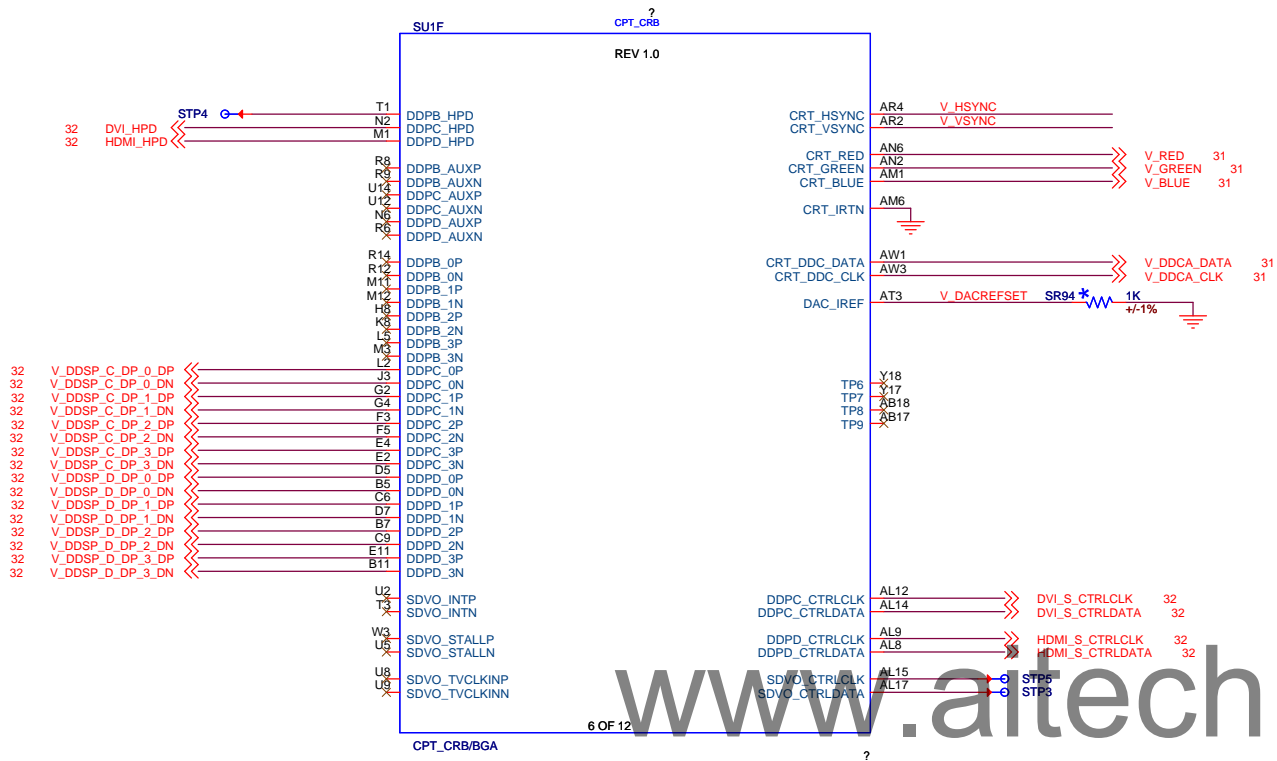 ?
SU1F CPT_CRB
REV 1.0
STP4 T1 DDPB_HPD CRT_HSYNC AR4 V_HSYNC
32 DVI_HPD N2 DDPC_HPD CRT_VSYNC AR2 V_VSYNC
32 HDMI_HPD M1 DDPD_HPD
CRT_RED AN6 V_RED 31
R8 DDPB_AUXP CRT_GREEN AN2 V_GREEN 31
R9 DDPB_AUXN CRT_BLUE AM1 V_BLUE 31
U14 DDPC_AUXP
U12 DDPC_AUXN CRT_IRTN AM6
N6 DDPD_AUXP
R6 DDPD_AUXN
R14 DDPB_0P CRT_DDC_DATA AW1 V_DDCA_DATA 31
R12 DDPB_0N CRT_DDC_CLK AW3 V_DDCA_CLK 31
M11 DDPB_1P
M12 DDPB_1N DAC_IREF AT3 V_DACREFSET SR94 * 1K
+/-1%
H8 DDPB_2P
K8 DDPB_2N
L5 DDPB_3P
M3 DDPB_3N
32 V_DDSP_C_DP_0_DP L2 DDPC_0P
32 V_DDSP_C_DP_0_DN J3 DDPC_0N TP6 Y18
32 V_DDSP_C_DP_1_DP G2 DDPC_1P TP7 Y17
32 V_DDSP_C_DP_1_DN G4 DDPC_1N TP8 AB18
32 V_DDSP_C_DP_2_DP F3 DDPC_2P TP9 AB17
32 V_DDSP_C_DP_2_DN F5 DDPC_2N
32 V_DDSP_C_DP_3_DP E4 DDPC_3P
32 V_DDSP_C_DP_3_DN E2 DDPC_3N
32 V_DDSP_D_DP_0_DP D5 DDPD_0P
32 V_DDSP_D_DP_0_DN B5 DDPD_0N
32 V_DDSP_D_DP_1_DP C6 DDPD_1P
32 V_DDSP_D_DP_1_DN D7 DDPD_1N
32 V_DDSP_D_DP_2_DP B7 DDPD_2P
32 V_DDSP_D_DP_2_DN C9 DDPD_2N
32 V_DDSP_D_DP_3_DP E11 DDPD_3P
32 V_DDSP_D_DP_3_DN B11 DDPD_3N
U2 SDVO_INTP DDPC_CTRLCLK AL12 DVI_S_CTRLCLK 32
T3 SDVO_INTN DDPC_CTRLDATA AL14 DVI_S_CTRLDATA 32
W3 SDVO_STALLP DDPD_CTRLCLK AL9 HDMI_S_CTRLCLK 32
U5 SDVO_STALLN DDPD_CTRLDATA AL8 HDMI_S_CTRLDATA 32
U8 SDVO_TVCLKINP SDVO_CTRLCLK AL15 STP5
U9 SDVO_TVCLKINN SDVO_CTRLDATA AL17 STP3
www.aitech
6 OF 12
CPT_CRB/BGA
?